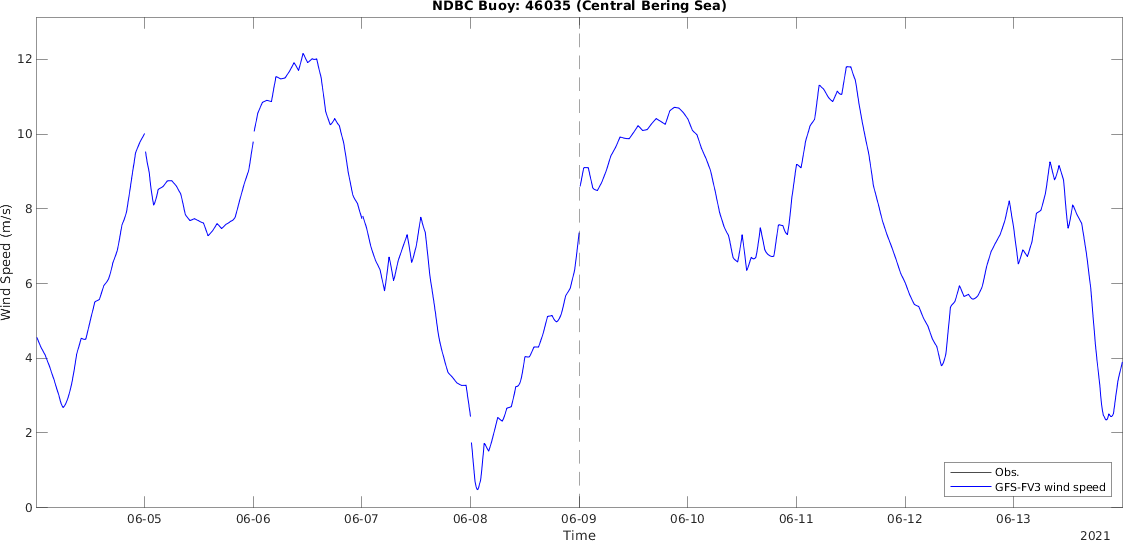 NDBC Buoy: 46035 (Central Bering Sea)
12
10
8
6
4
2
0
Wind Speed (m/s)
Obs.
GFS-FV3 wind speed
06-05 06-06 06-07 06-08 06-09 06-10 06-11 06-12 06-13
Time
2021